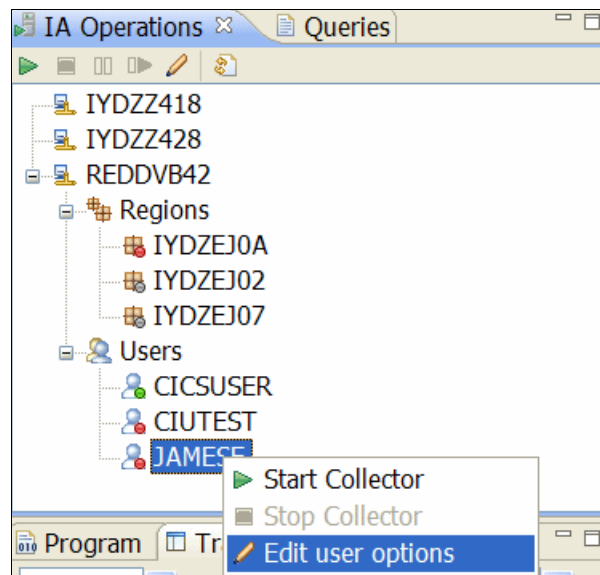 IA Operations Queries
IYDZZ418
IYDZZ428
REDDVB42
Regions
IYDZEJ0A
IYDZEJ02
IYDZEJ07
Users
CICSUSER
CIUTEST
JAMESE
Start Collector
Stop Collector
Edit user options
Program Tr